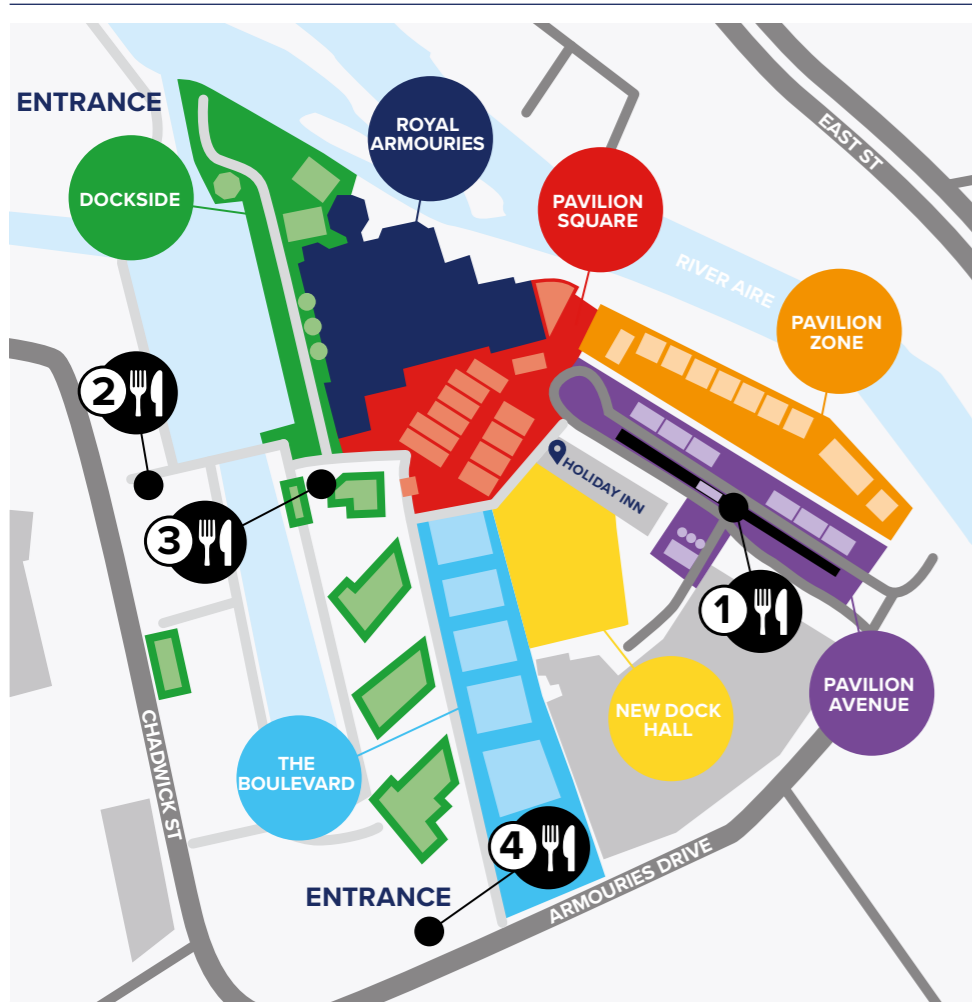 ENTRANCE
ROYAL
ARMOURIES
EAST ST
DOCKSIDE
PAVILION
SQUARE
RIVER AIRE
PAVILION
ZONE
2
HOLIDAY INN
3
1
PAVILION
AVENUE
NEW DOCK
HALL
CHADWICK ST
THE
BOULEVARD
4
ENTRANCE
ARMOURIES DRIVE